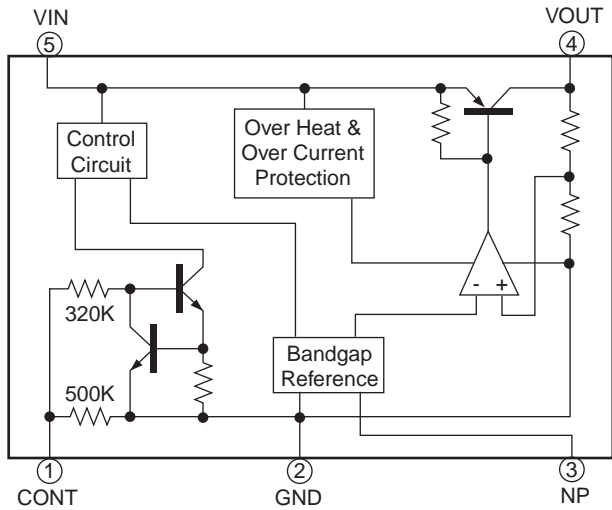 VIN
VOUT
5
4
Control
Circuit
Over Heat &
Over Current
Protection
320K
- +
500K
Bandgap
Reference
1
2
3
CONT
GND
NP